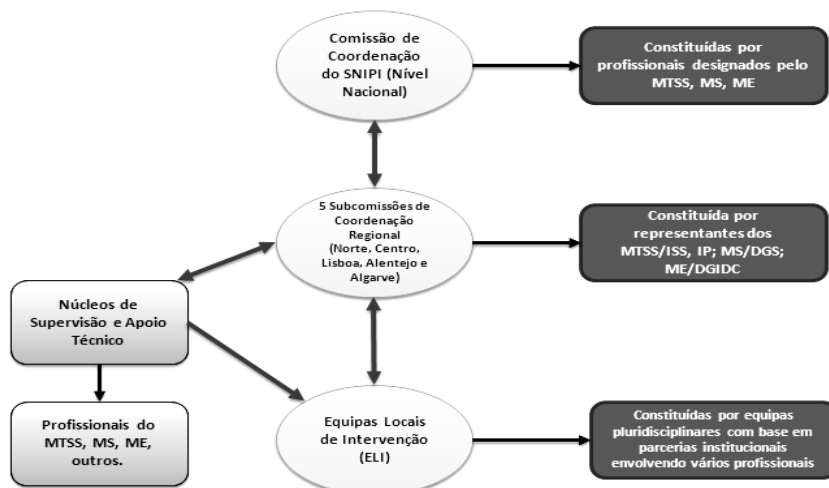 Comissão de
Coordenação
do SNIPI (Nível
Nacional)
Constituídas por
profissionais designados pelo
MTSS, MS, ME
5 Subcomissões de
Coordenação
Regional
(Norte, Centro,
Lisboa, Alentejo e
Algarve)
Constituída por
representantes dos
MTSS/ISS, IP; MS/DGS;
ME/DGIDC
Núcleos de
Supervisão e Apoio
Técnico
Profissionais do
MTSS, MS, ME,
outros.
Equipas Locais
de Intervenção
(ELI)
Constituídas por equipas
pluridisciplinares com base em
parcerias institucionais
envolvendo vários profissionais